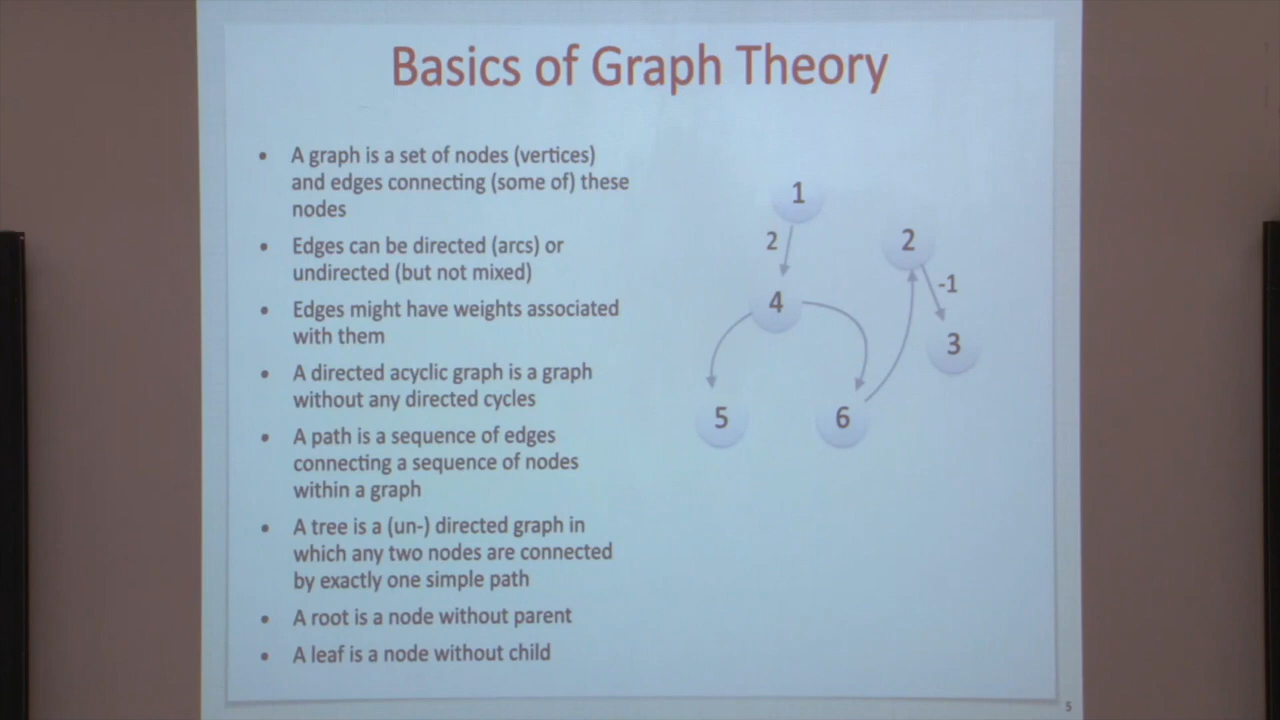 Basics of Graph Theory
• A graph is a set of nodes (vertices)
and edges connecting (some of) these
nodes
• Edges can be directed (arcs) or
undirected (but not mixed)
• Edges might have weights associated
with them
• A directed acyclic graph is a graph
without any directed cycles
• A path is a sequence of edges
connecting a sequence of nodes
within a graph
• A tree is a (un-) directed graph in
which any two nodes are connected
by exactly one simple path
• A root is a node without parent
• A leaf is a node without child
1
2
2
-1
4
3
5
6
5